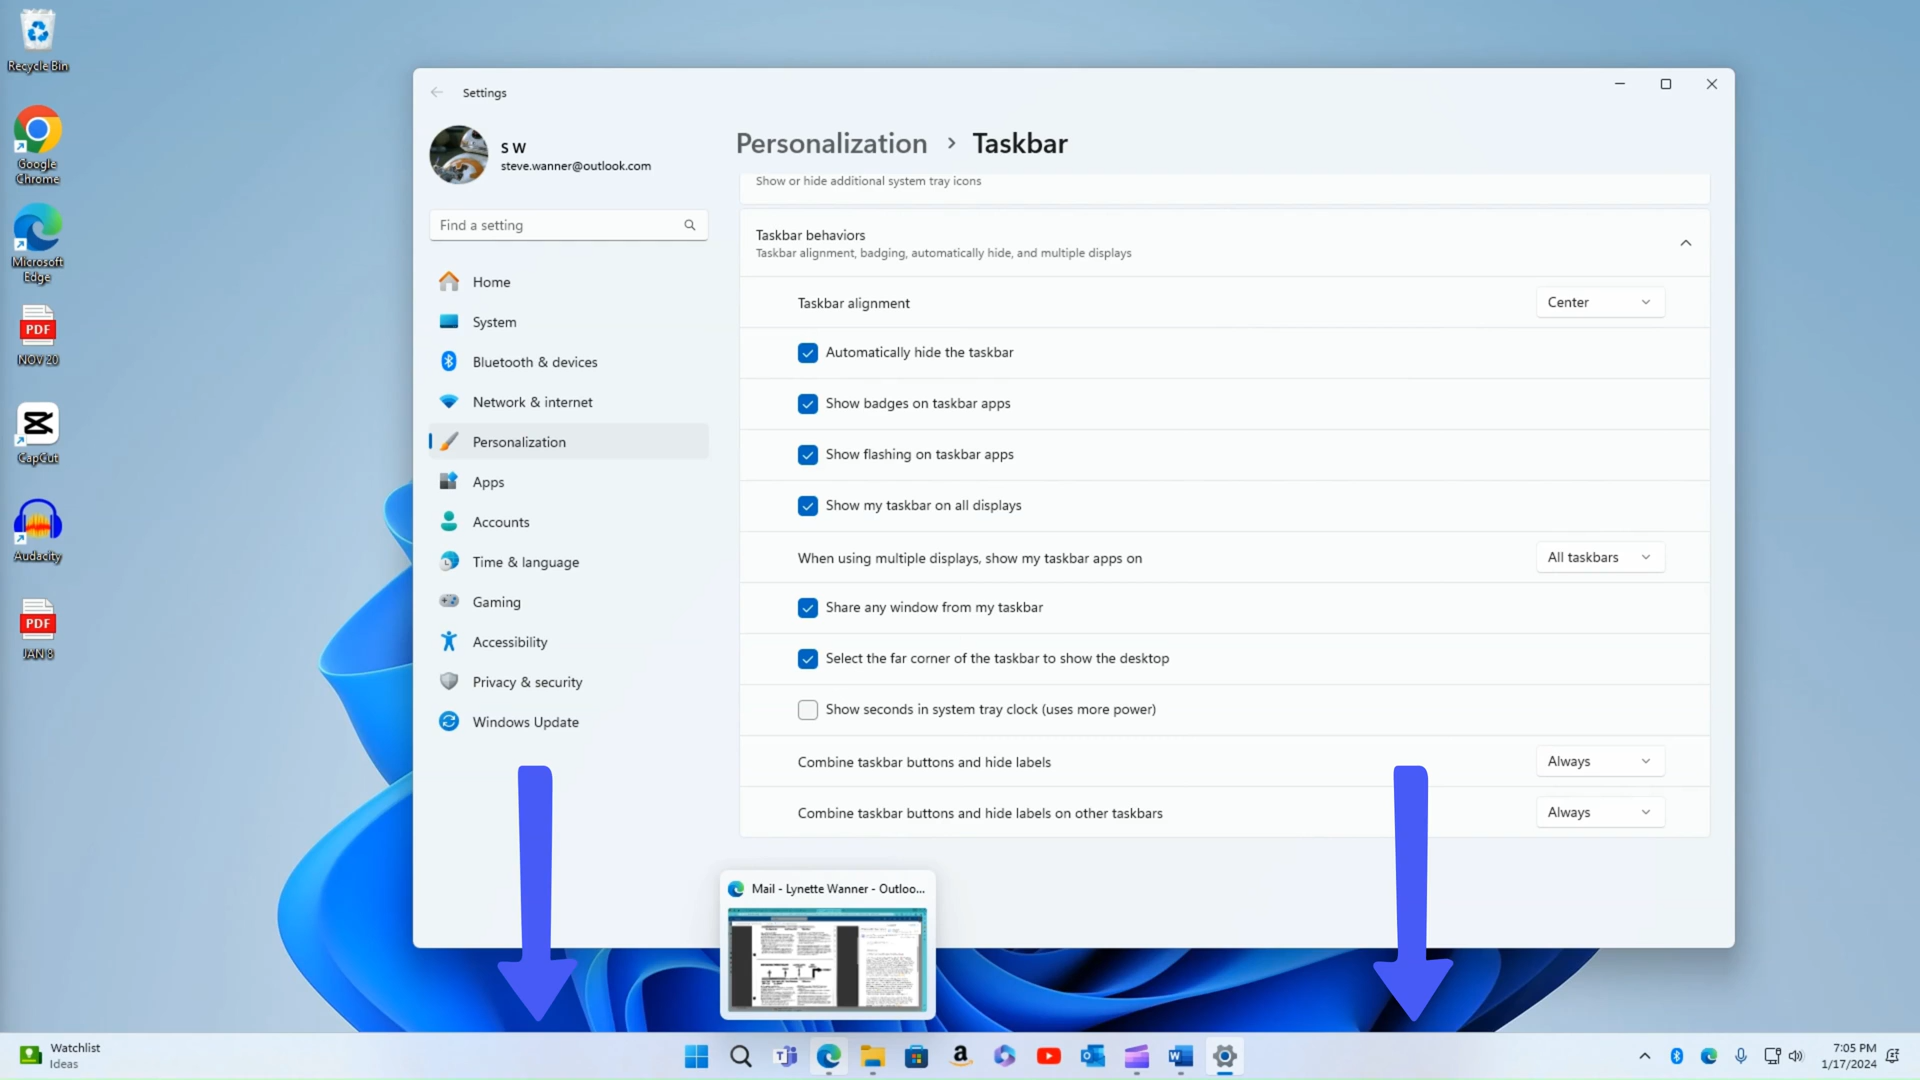 Recycle Bin
Google
Chrome
Microsoft
Edge
PDF
NOV 20
CapCut
Audacity
PDF
JAN 8
Settings
S W
steve.wanner@outlook.com
Find a setting
Home
System
Bluetooth & devices
Network & internet
Personalization
Apps
Accounts
Time & language
Gaming
Accessibility
Privacy & security
Windows Update
Personalization > Taskbar
Show or hide additional system tray icons
Taskbar behaviors
Taskbar alignment, badging, automatically hide, and multiple displays
Taskbar alignment Center
Automatically hide the taskbar
Show badges on taskbar apps
Show flashing on taskbar apps
Show my taskbar on all displays
When using multiple displays, show my taskbar apps on All taskbars
Share any window from my taskbar
Select the far corner of the taskbar to show the desktop
Show seconds in system tray clock (uses more power)
Combine taskbar buttons and hide labels Always
Combine taskbar buttons and hide labels on other taskbars Always
Mail - Lynette Wanner - Outloo...
Watchlist
Ideas
7:05 PM
1/17/2024